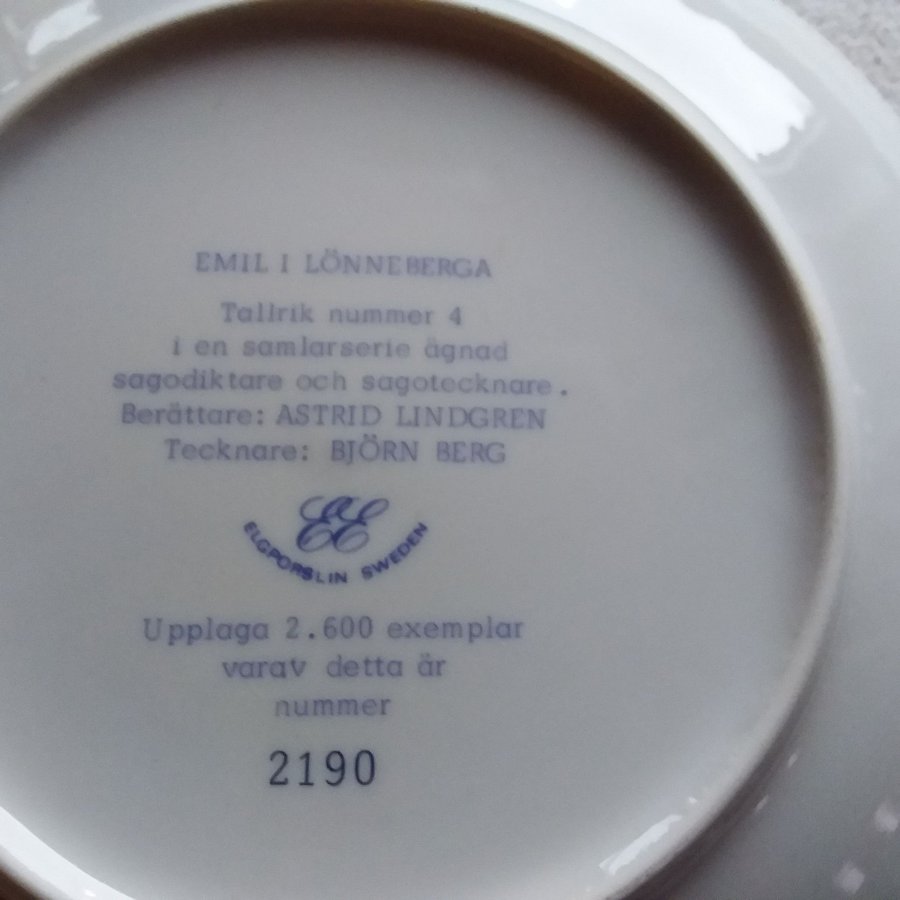 EMIL I LÖNNEBERGA
Tallrik nummer 4
i en samlarserie ägnad
sagodiktare och sagotecknare.
Berättare: ASTRID LINDGREN
Tecknare: BJÖRN BERG
EE
ELGPORSLIN SWEDEN
Upplaga 2.600 exemplar
varav detta är
nummer
2190